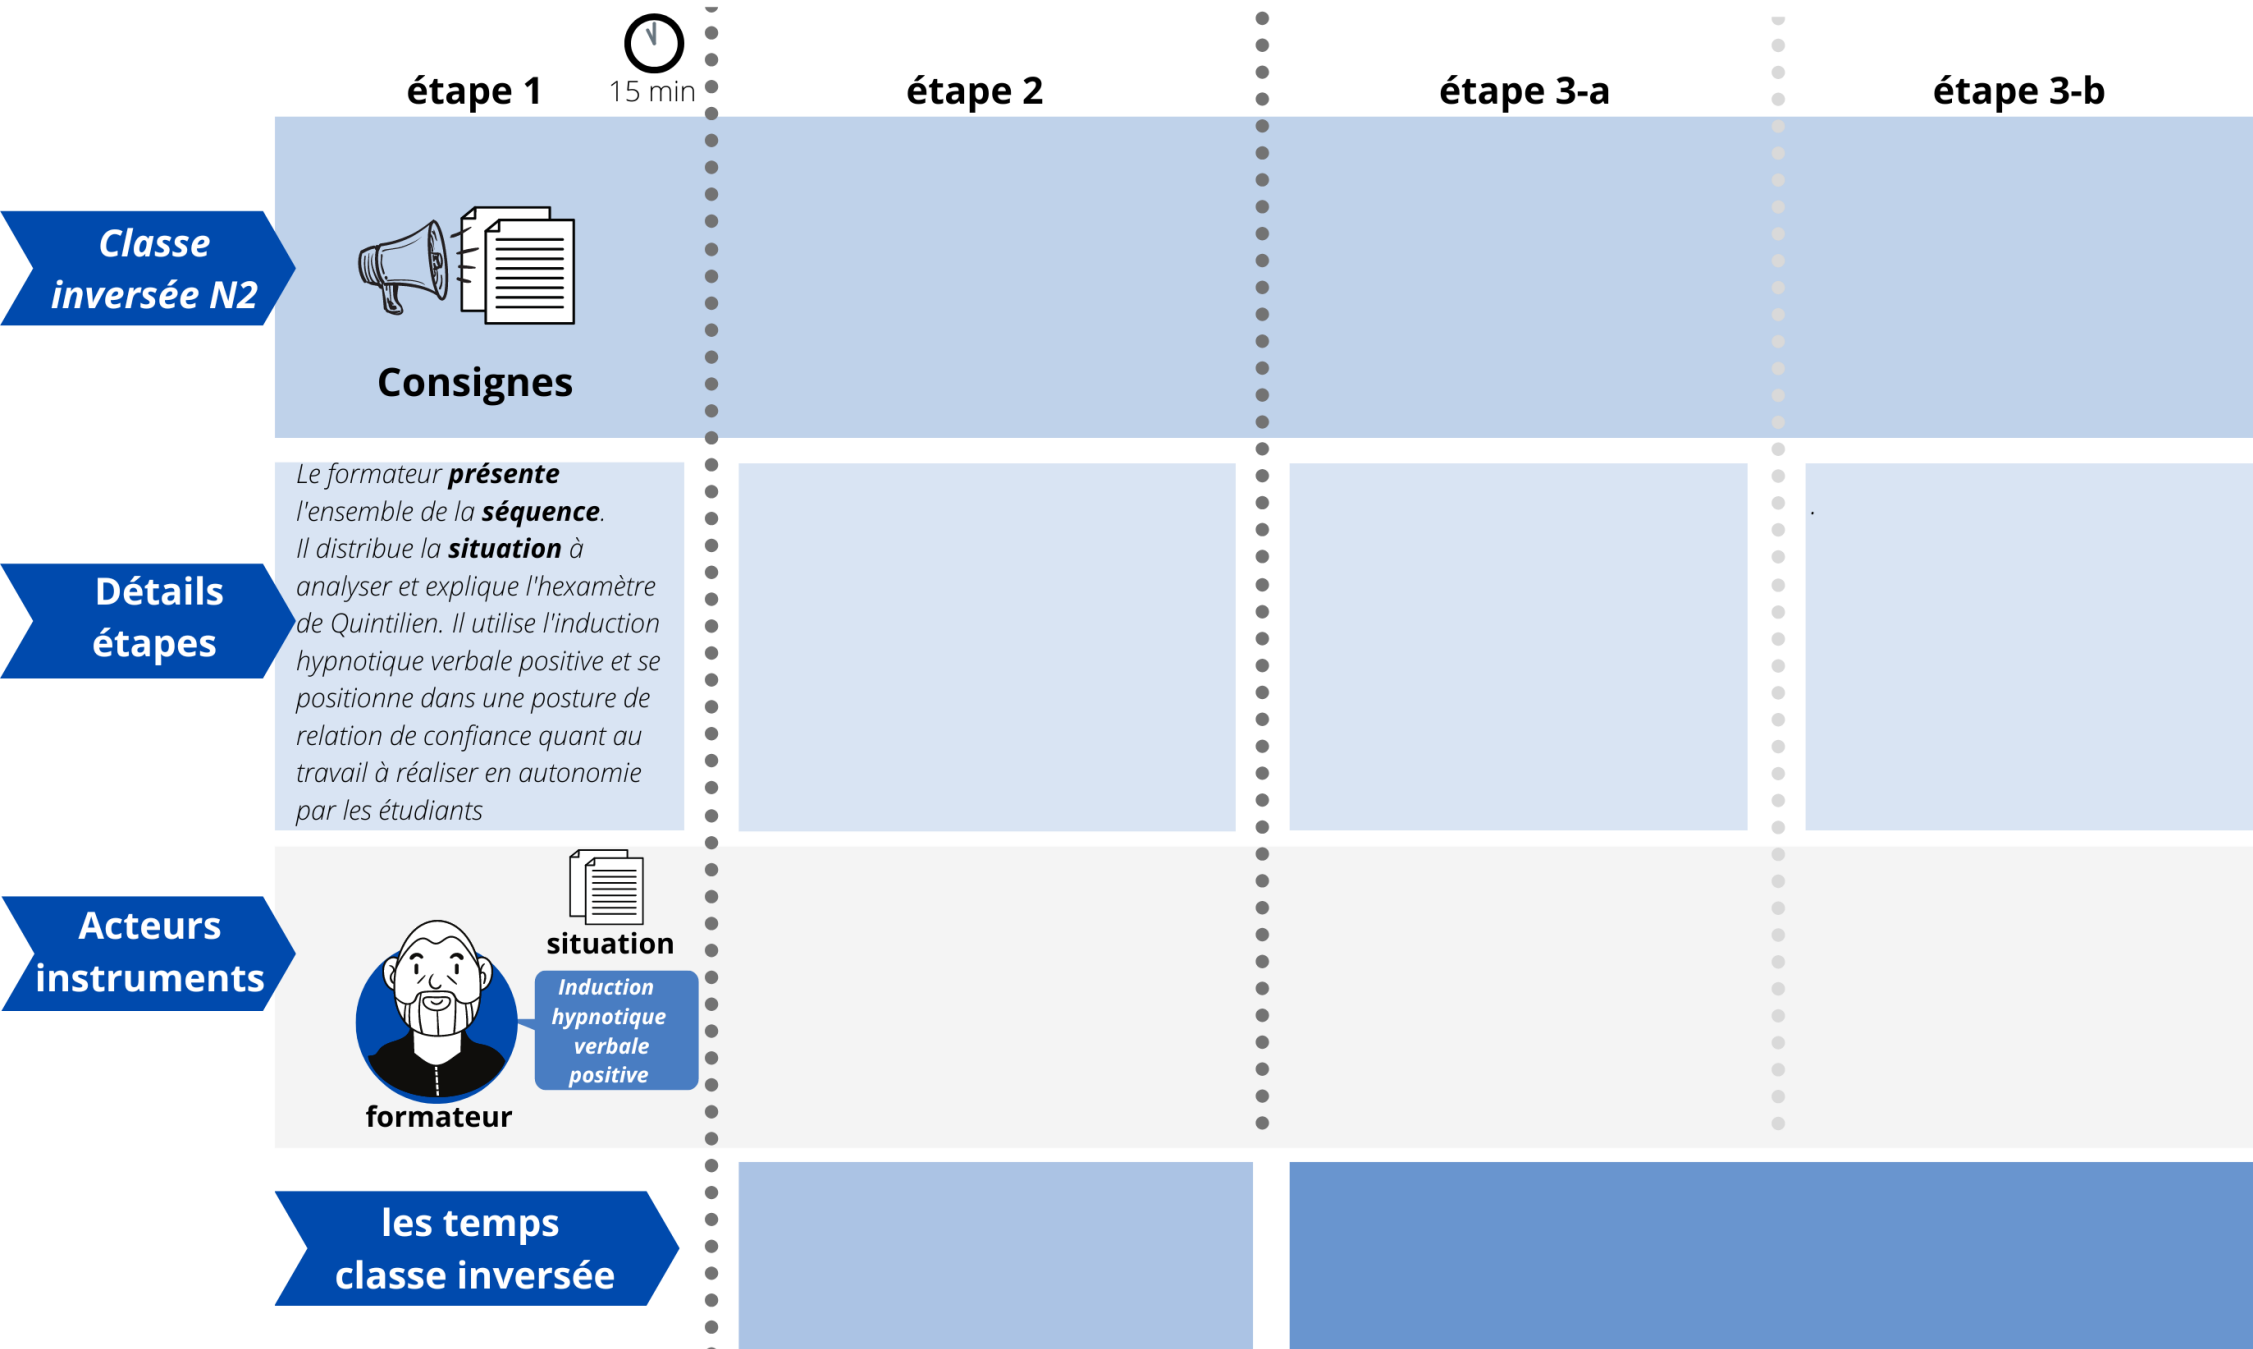 étape 1
15 min
étape 2
étape 3-a
étape 3-b
Classe
inversée N2
Consignes
Détails
étapes
Le formateur présente
l'ensemble de la séquence.
Il distribue la situation à
analyser et explique l'hexamètre
de Quintilien. Il utilise l'induction
hypnotique verbale positive et se
positionne dans une posture de
relation de confiance quant au
travail à réaliser en autonomie
par les étudiants
.
Acteurs
instruments
situation
Induction
hypnotique
verbale
positive
formateur
les temps
classe inversée